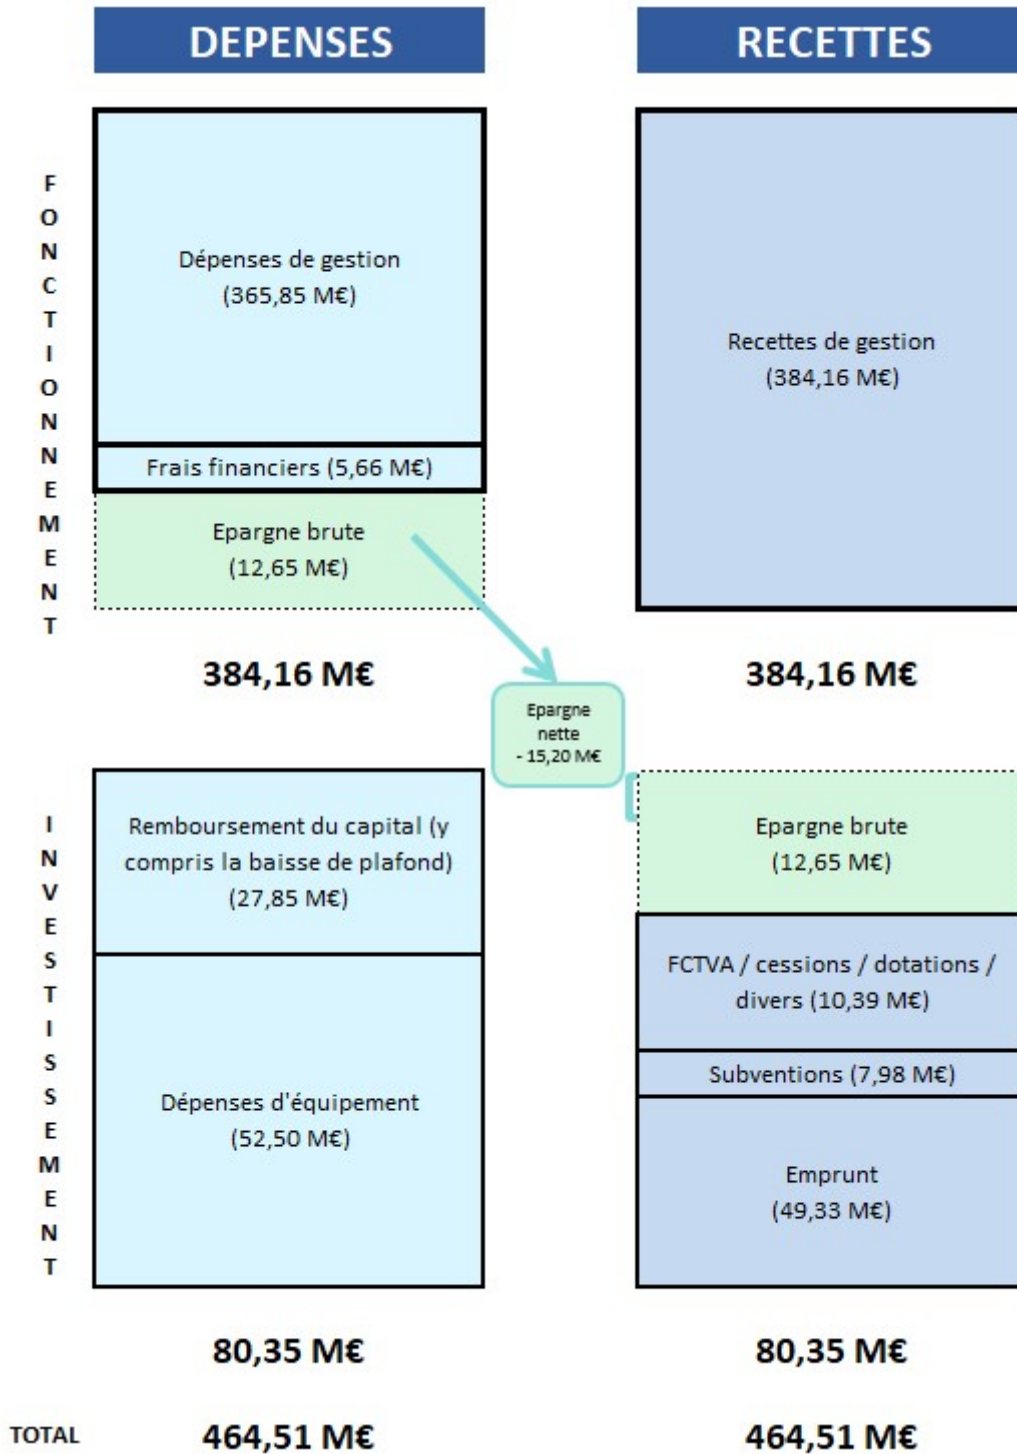 DEPENSES
RECETTES
FONCTIONNEMENT
Dépenses de gestion
(365,85 M€)
Frais financiers (5,66 M€)
Epargne brute
(12,65 M€)
Recettes de gestion
(384,16 M€)
384,16 M€
384,16 M€
Epargne
nette
- 15,20 M€
INVESTISSEMENT
Remboursement du capital (y
compris la baisse de plafond)
(27,85 M€)
Dépenses d'équipement
(52,50 M€)
Epargne brute
(12,65 M€)
FCTVA / cessions / dotations /
divers (10,39 M€)
Subventions (7,98 M€)
Emprunt
(49,33 M€)
80,35 M€
80,35 M€
TOTAL
464,51 M€
464,51 M€